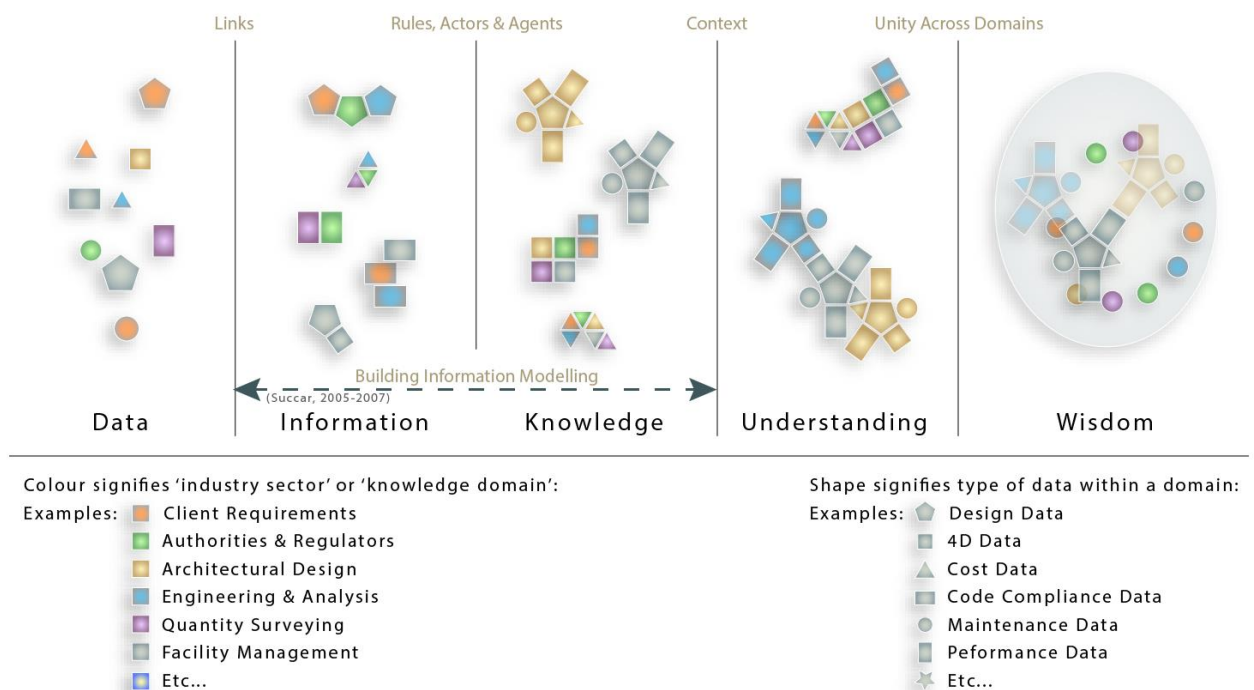 Links
Rules, Actors & Agents
Context
Unity Across Domains
Building Information Modelling
(Succar, 2005-2007)
Data
Information
Knowledge
Understanding
Wisdom
Colour signifies ‘industry sector’ or ‘knowledge domain’:
Examples:
Client Requirements
Authorities & Regulators
Architectural Design
Engineering & Analysis
Quantity Surveying
Facility Management
Etc...
Shape signifies type of data within a domain:
Examples:
Design Data
4D Data
Cost Data
Code Compliance Data
Maintenance Data
Peformance Data
Etc...